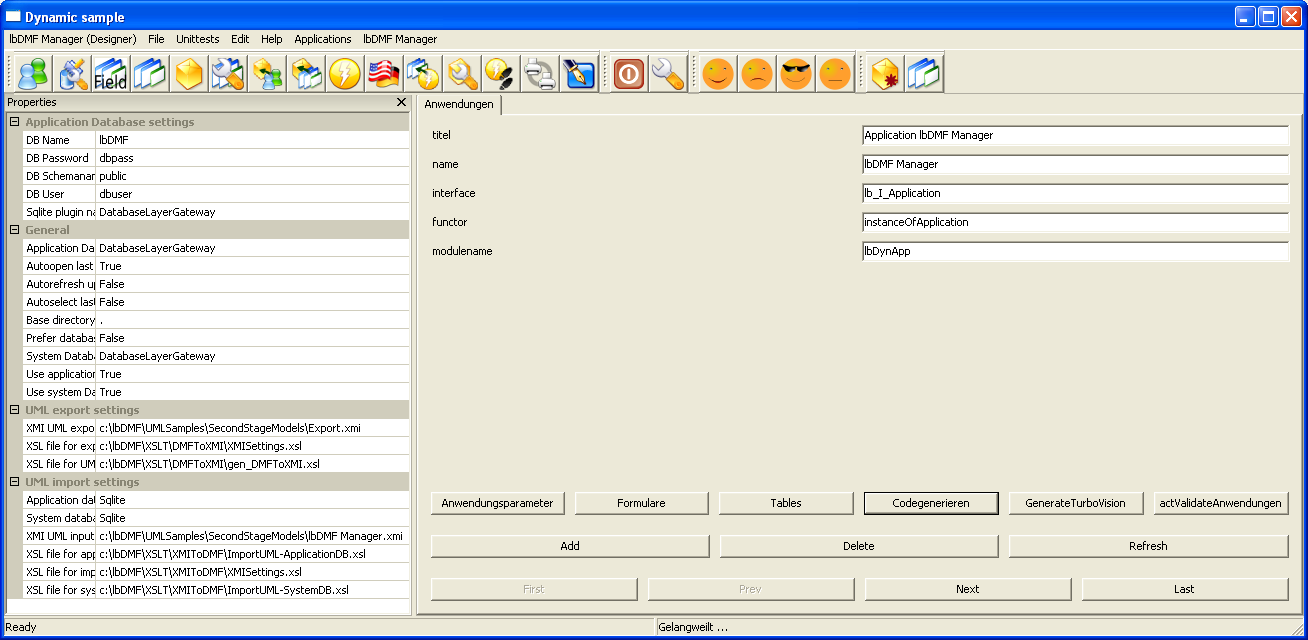 Dynamic sample
lbDMF Manager (Designer) File Unittests Edit Help Applications lbDMF Manager
Field
Properties
Application Database settings
DB Name lbDMF
DB Password dbpass
DB Schemanar public
DB User dbuser
Sqlite plugin na DatabaseLayerGateway
General
Application Da DatabaseLayerGateway
Autoopen last True
Autorefresh up False
Autoselect last False
Base directory .
Prefer databas False
System Databa DatabaseLayerGateway
Use application True
Use system Da True
UML export settings
XMI UML expo c:\lbDMF\UMLSamples\SecondStageModels\Export.xmi
XSL file for exp c:\lbDMF\XSLT\DMFToXMI\XMISettings.xsl
XSL file for UM c:\lbDMF\XSLT\DMFToXMI\gen_DMFToXMI.xsl
UML import settings
Application dat Sqlite
System databa Sqlite
XMI UML input c:\lbDMF\UMLSamples\SecondStageModels\lbDMF Manager.xmi
XSL file for app c:\lbDMF\XSLT\XMIToDMF\ImportUML-ApplicationDB.xsl
XSL file for imp c:\lbDMF\XSLT\XMIToDMF\XMISettings.xsl
XSL file for sys c:\lbDMF\XSLT\XMIToDMF\ImportUML-SystemDB.xsl
Anwendungen
titel Application lbDMF Manager
name lbDMF Manager
interface lb_I_Application
functor instanceOfApplication
modulename lbDynApp
Anwendungsparameter Formulare Tables Codegenerieren GenerateTurboVision actValidateAnwendungen
Add Delete Refresh
First Prev Next Last
Ready Gelangweilt ...